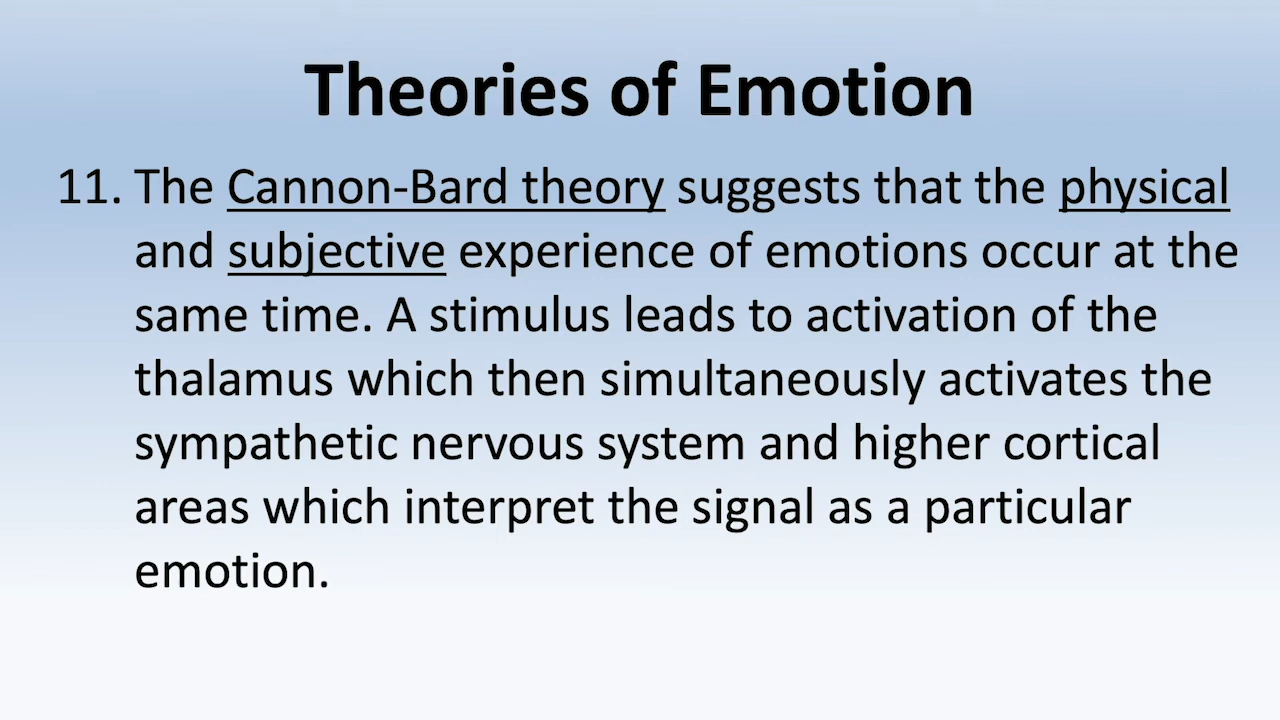 Theories of Emotion
11. The Cannon-Bard theory suggests that the physical
and subjective experience of emotions occur at the
same time. A stimulus leads to activation of the
thalamus which then simultaneously activates the
sympathetic nervous system and higher cortical
areas which interpret the signal as a particular
emotion.